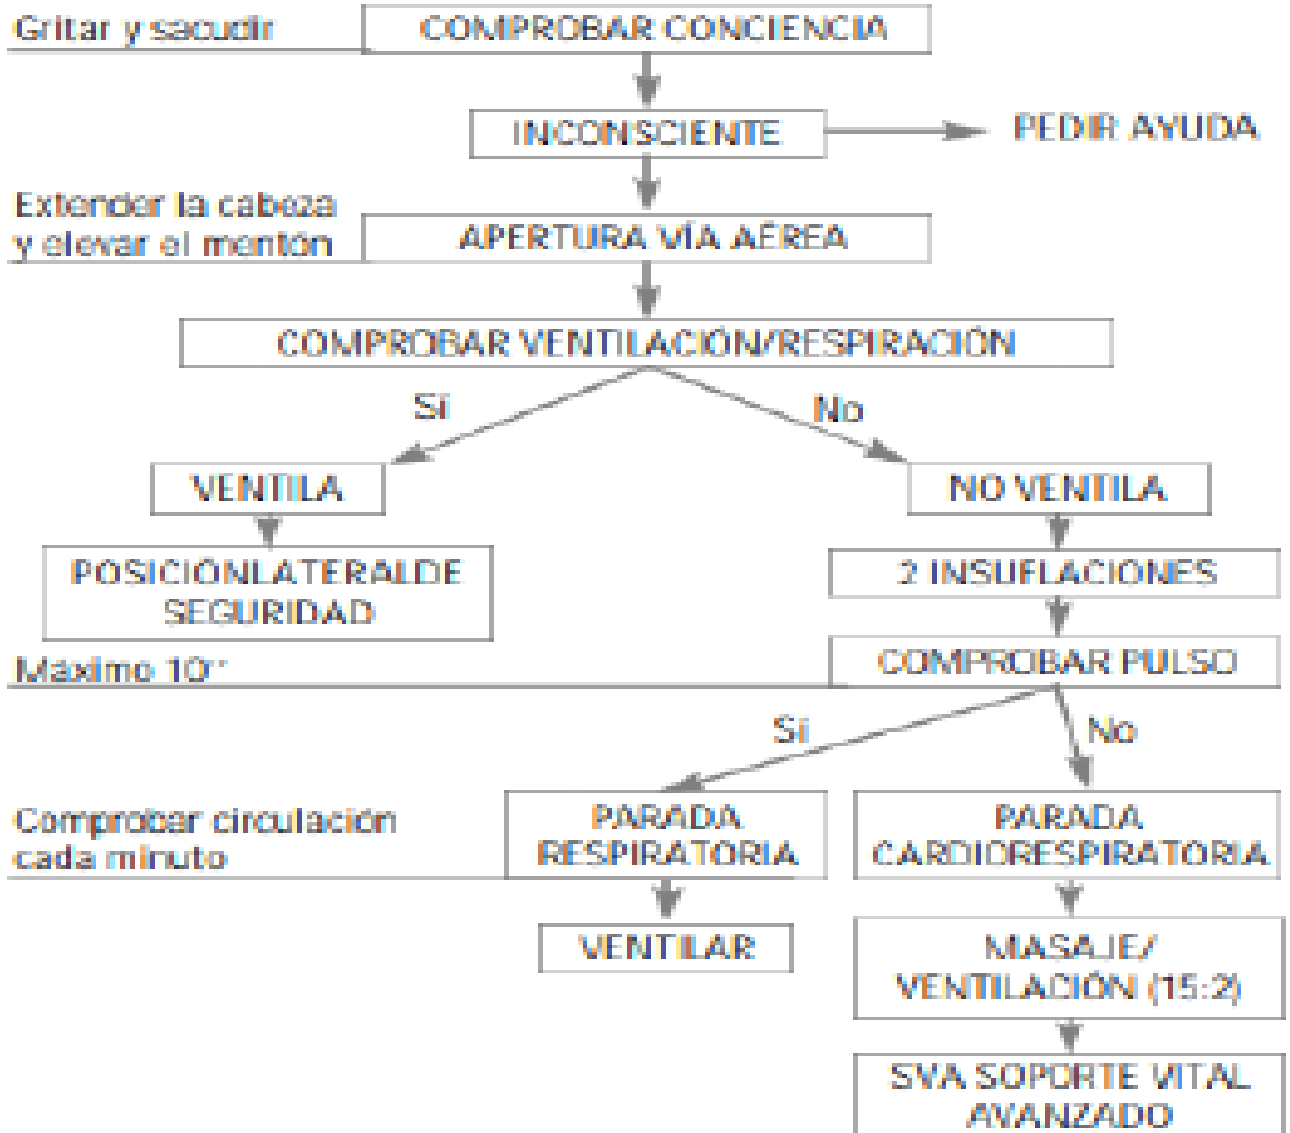 Gritar y sacudir
COMPROBAR CONCIENCIA
INCONSCIENTE
PEDIR AYUDA
Extender la cabeza
y elevar el mentón
APERTURA VÍA AÉREA
COMPROBAR VENTILACIÓN/RESPIRACIÓN
Sí
No
VENTILA
NO VENTILA
POSICIÓNLATERALDE
SEGURIDAD
2 INSUFLACIONES
Máximo 10''
COMPROBAR PULSO
Sí
No
Comprobar circulación
cada minuto
PARADA
RESPIRATORIA
PARADA
CARDIORESPIRATORIA
VENTILAR
MASAJE/
VENTILACIÓN (15:2)
SVA SOPORTE VITAL
AVANZADO